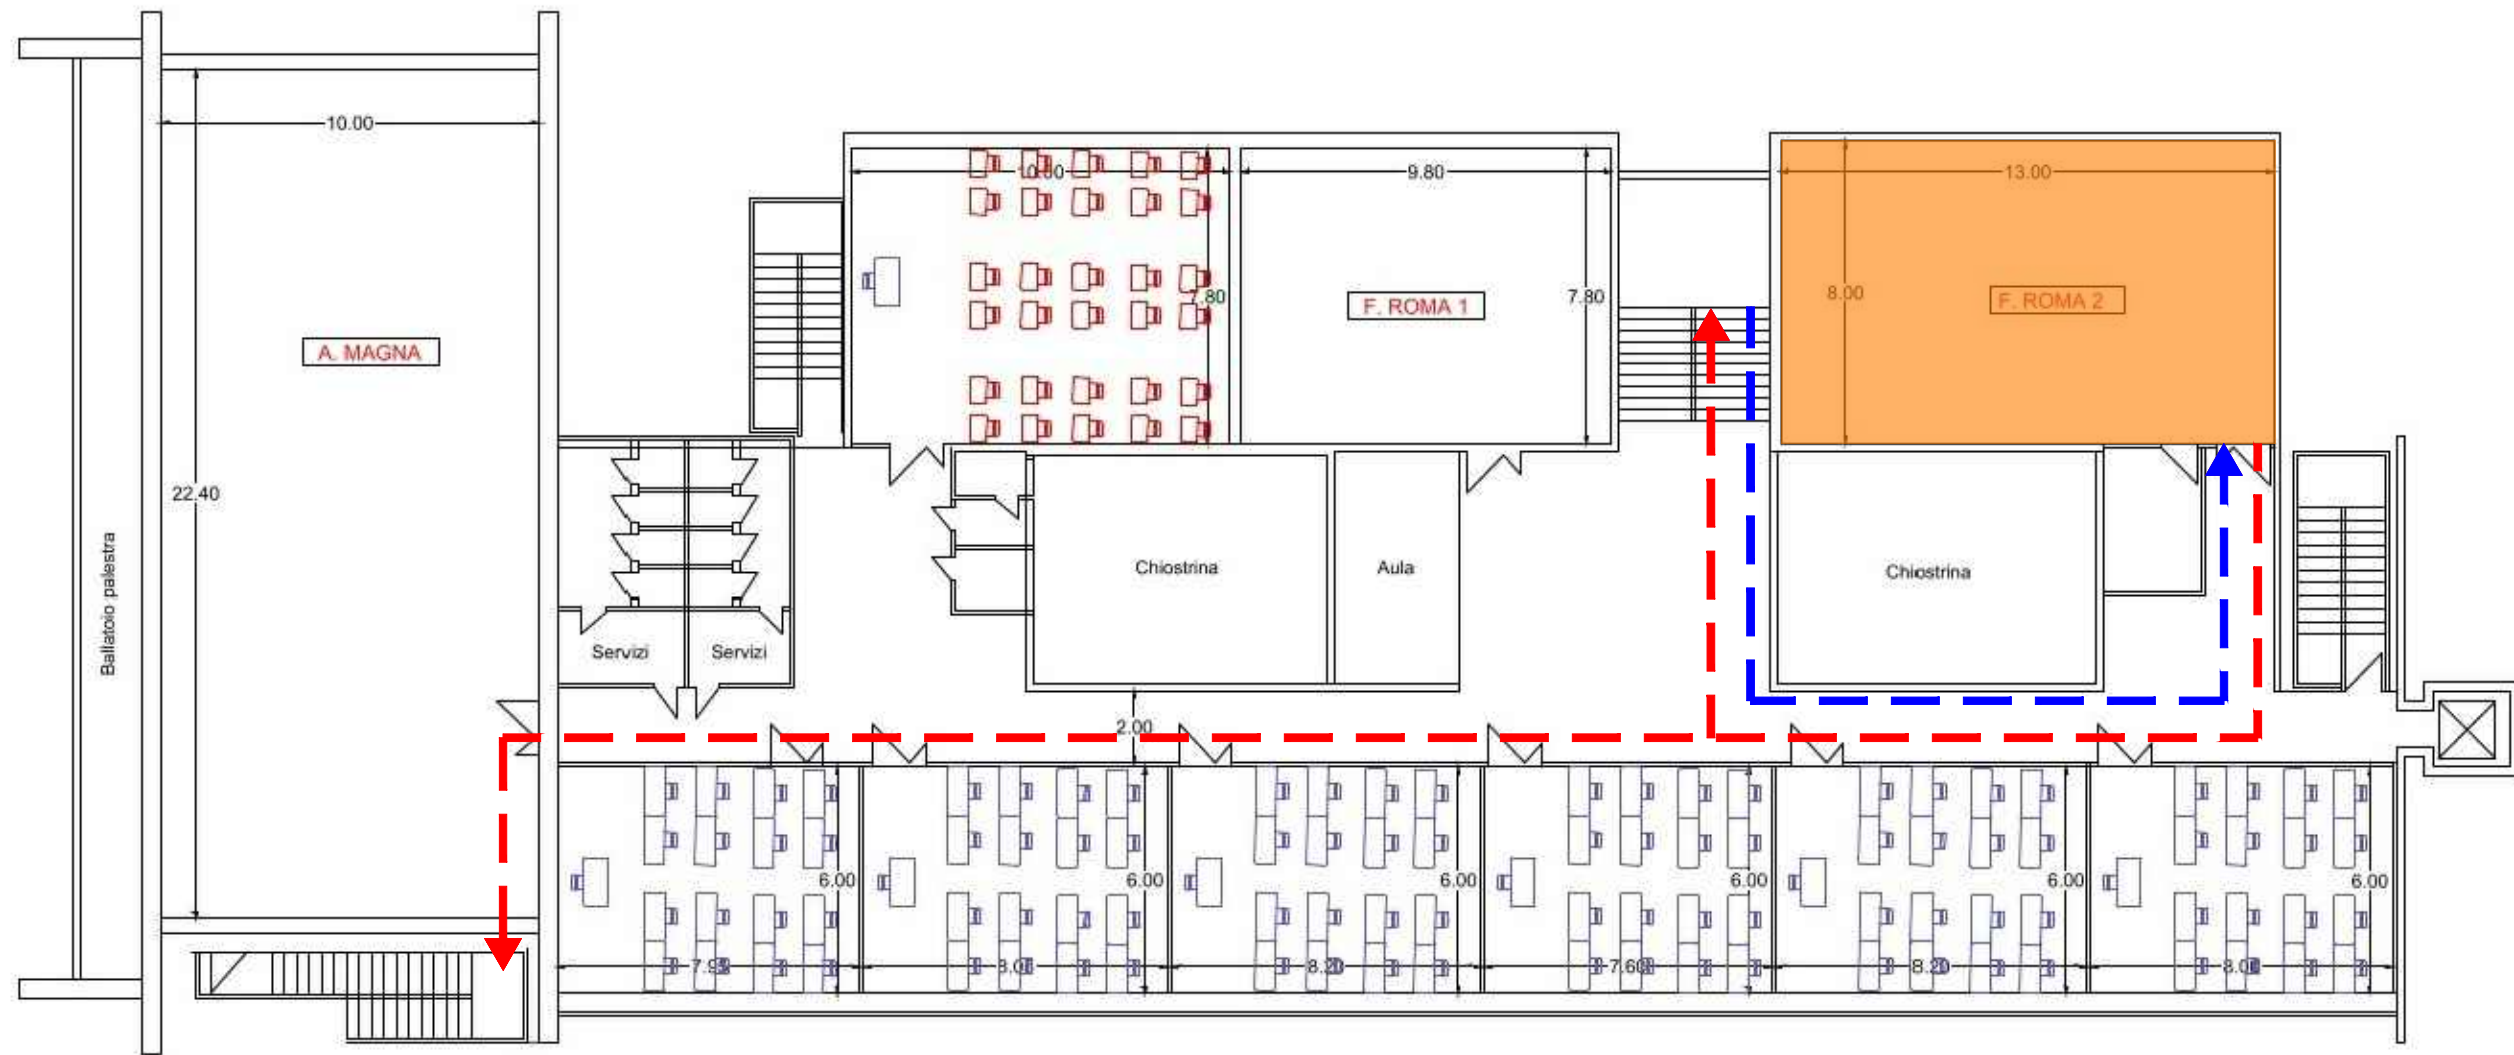 10.00
10.00
9.80
13.00
7.80
7.80
8.00
F. ROMA 1
F. ROMA 2
A. MAGNA
22.40
Ballatoio palestra
Chiostrina
Aula
Chiostrina
Servizi
Servizi
2.00
6.00
6.00
6.00
6.00
6.00
6.00
8.00
8.20
7.60
8.20
8.00